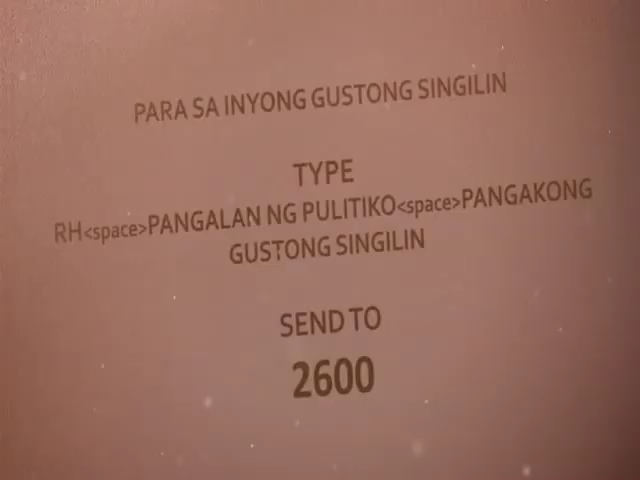 PARA SA INYONG GUSTONG SINGILIN
TYPE
RH<space>PANGALAN NG PULITIKO<space>PANGAKONG
GUSTONG SINGILIN
SEND TO
2600